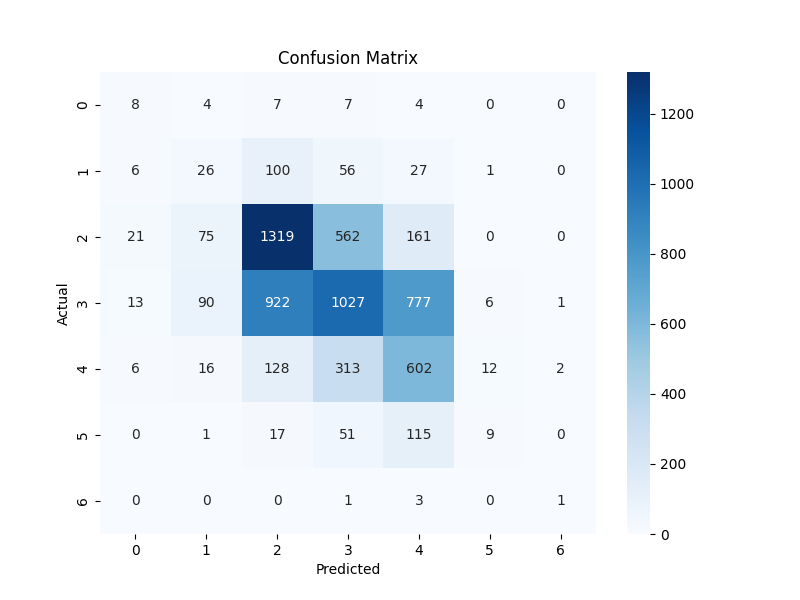 Confusion Matrix
0 8 4 7 7 4 0 0
1 6 26 100 56 27 1 0
2 21 75 1319 562 161 0 0
3 13 90 922 1027 777 6 1
4 6 16 128 313 602 12 2
5 0 1 17 51 115 9 0
6 0 0 0 1 3 0 1
0 1 2 3 4 5 6
Predicted
Actual
1200
1000
800
600
400
200
0